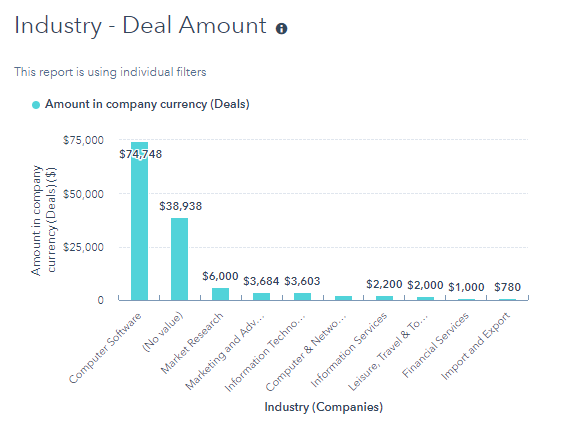 Industry - Deal Amount
This report is using individual filters
Amount in company currency (Deals)
Amount in company
currency (Deals) ($)
$75,000
$50,000
$25,000
0
$74,748
$38,938
$6,000
$3,684
$3,603
$2,200
$2,000
$1,000
$780
Computer Software
(No value)
Market Research
Marketing and Adv...
Information Techno...
Computer & Netwo...
Information Services
Leisure, Travel & To...
Financial Services
Import and Export
Industry (Companies)